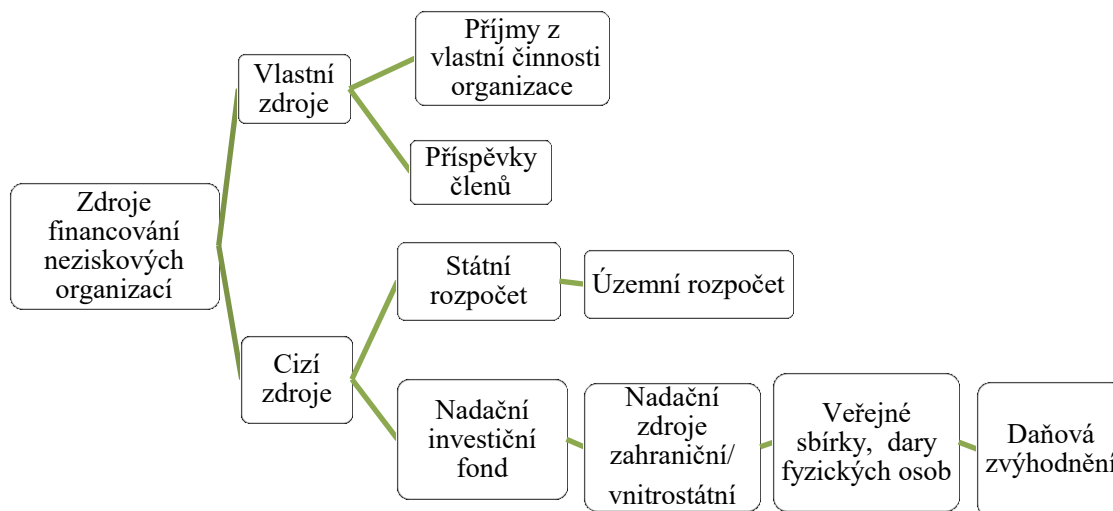 Příjmy z
vlastní činnosti
organizace
Vlastní
zdroje
Příspěvky
členů
Zdroje
financování
neziskových
organizací
Státní
rozpočet
Územní rozpočet
Cizí
zdroje
Nadační
investiční
fond
Nadační
zdroje
zahraniční/
vnitrostátní
Veřejné
sbírky, dary
fyzických osob
Daňová
zvýhodnění